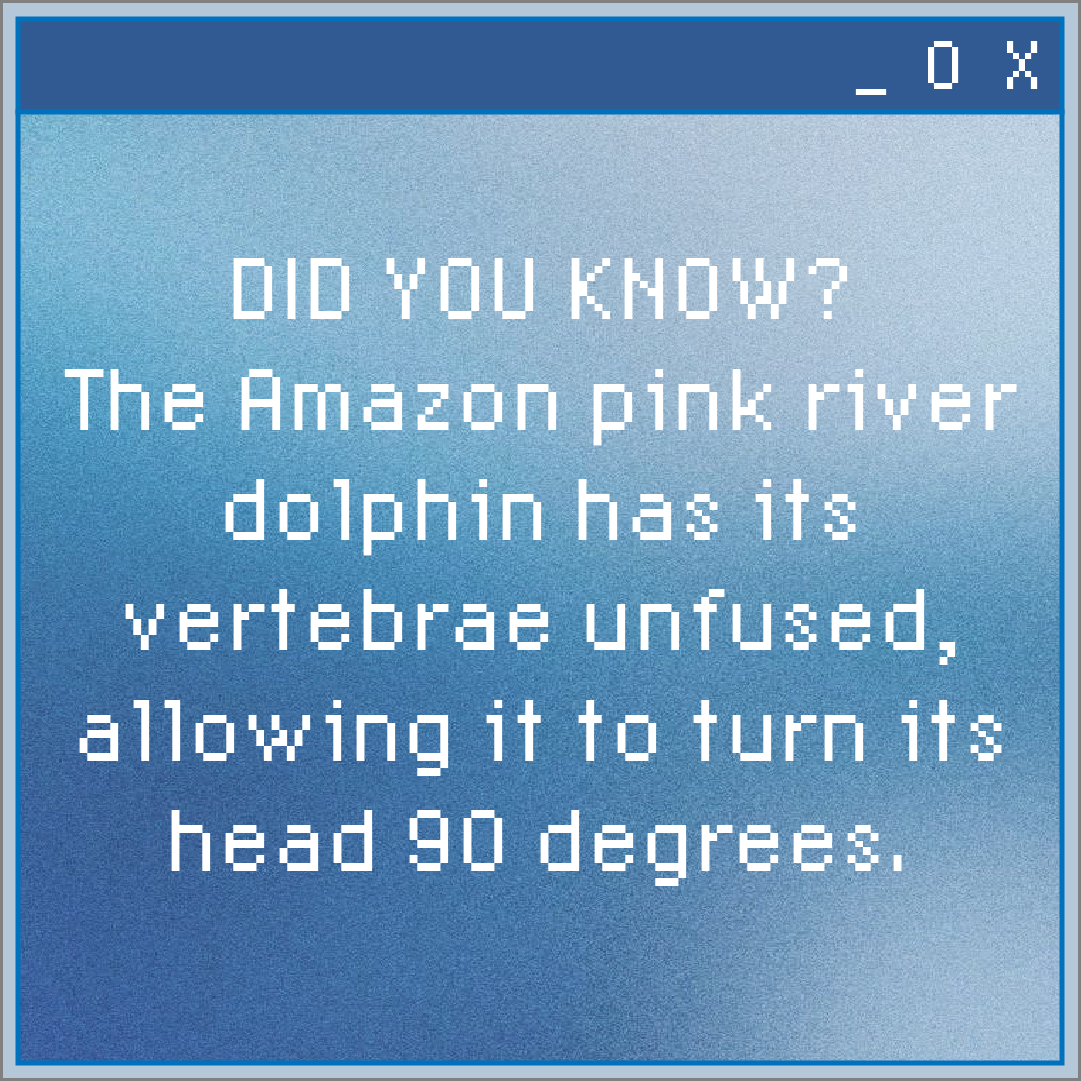 _ O X
DID YOU KNOW?
The Amazon pink river
dolphin has its
vertebrae unfused,
allowing it to turn its
head 90 degrees.